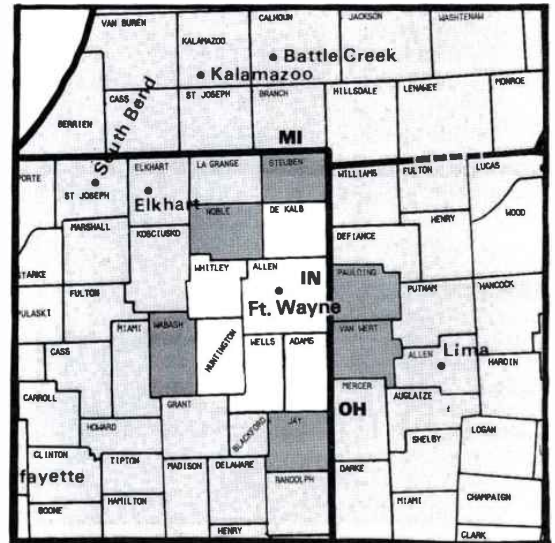 VAN BUREN
CALHOUN
JACKSON
WASHTENAW
KALAMAZOO
Battle Creek
Kalamazoo
CASS
ST JOSEPH
BRANCH
HILLSDALE
LENAWEE
MONROE
BERRIEN
South Bend
MI
PORTE
ELKHART
LA GRANGE
STEUBEN
WILLIAMS
FULTON
LUCAS
ST JOSEPH
Elkhart
NOBLE
DE KALB
HENRY
WOOD
MARSHALL
KOSCIUSKO
DEFIANCE
STARKE
WHITLEY
ALLEN
IN
PAULDING
PUTNAM
HANCOCK
FULTON
Ft. Wayne
PULASKI
MIAMI
WABASH
HUNTINGTON
WELLS
ADAMS
VAN WERT
ALLEN
Lima
CASS
HARDIN
CARROLL
GRANT
MERCER
AUGLAIZE
HOWARD
BLACKFORD
JAY
OH
LOGAN
CLINTON
TIPTON
SHELBY
fayette
MADISON
DELAWARE
DARKE
RANDOLPH
BOONE
HAMILTON
MIAMI
CHAMPAIGN
HENRY
CLARK